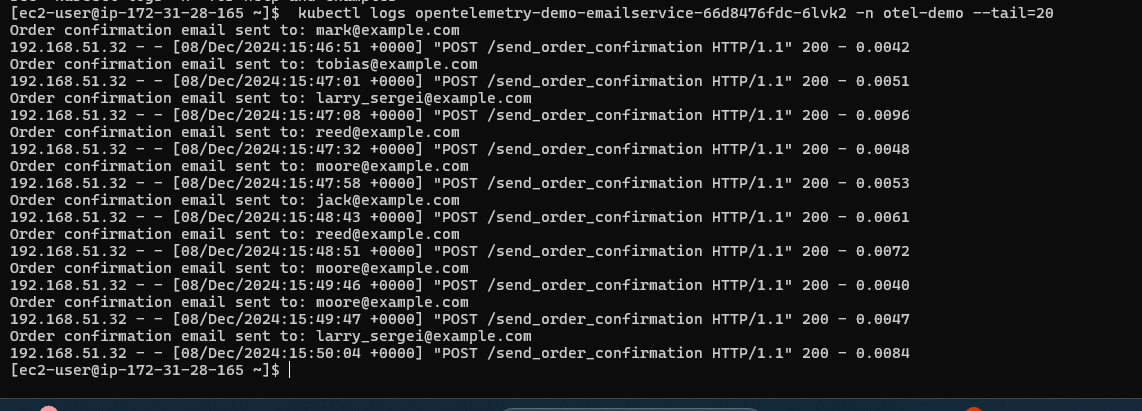 [ec2-user@ip-172-31-28-165 ~]$  kubectl logs opentelemetry-demo-emailservice-66d8476fdc-6lvk2 -n otel-demo --tail=20
Order confirmation email sent to: mark@example.com
192.168.51.32 - - [08/Dec/2024:15:46:51 +0000] "POST /send_order_confirmation HTTP/1.1" 200 - 0.0042
Order confirmation email sent to: tobias@example.com
192.168.51.32 - - [08/Dec/2024:15:47:01 +0000] "POST /send_order_confirmation HTTP/1.1" 200 - 0.0051
Order confirmation email sent to: larry_sergei@example.com
192.168.51.32 - - [08/Dec/2024:15:47:08 +0000] "POST /send_order_confirmation HTTP/1.1" 200 - 0.0096
Order confirmation email sent to: reed@example.com
192.168.51.32 - - [08/Dec/2024:15:47:32 +0000] "POST /send_order_confirmation HTTP/1.1" 200 - 0.0048
Order confirmation email sent to: moore@example.com
192.168.51.32 - - [08/Dec/2024:15:47:58 +0000] "POST /send_order_confirmation HTTP/1.1" 200 - 0.0053
Order confirmation email sent to: jack@example.com
192.168.51.32 - - [08/Dec/2024:15:48:43 +0000] "POST /send_order_confirmation HTTP/1.1" 200 - 0.0061
Order confirmation email sent to: reed@example.com
192.168.51.32 - - [08/Dec/2024:15:48:51 +0000] "POST /send_order_confirmation HTTP/1.1" 200 - 0.0072
Order confirmation email sent to: moore@example.com
192.168.51.32 - - [08/Dec/2024:15:49:46 +0000] "POST /send_order_confirmation HTTP/1.1" 200 - 0.0040
Order confirmation email sent to: moore@example.com
192.168.51.32 - - [08/Dec/2024:15:49:47 +0000] "POST /send_order_confirmation HTTP/1.1" 200 - 0.0047
Order confirmation email sent to: larry_sergei@example.com
192.168.51.32 - - [08/Dec/2024:15:50:04 +0000] "POST /send_order_confirmation HTTP/1.1" 200 - 0.0084
[ec2-user@ip-172-31-28-165 ~]$